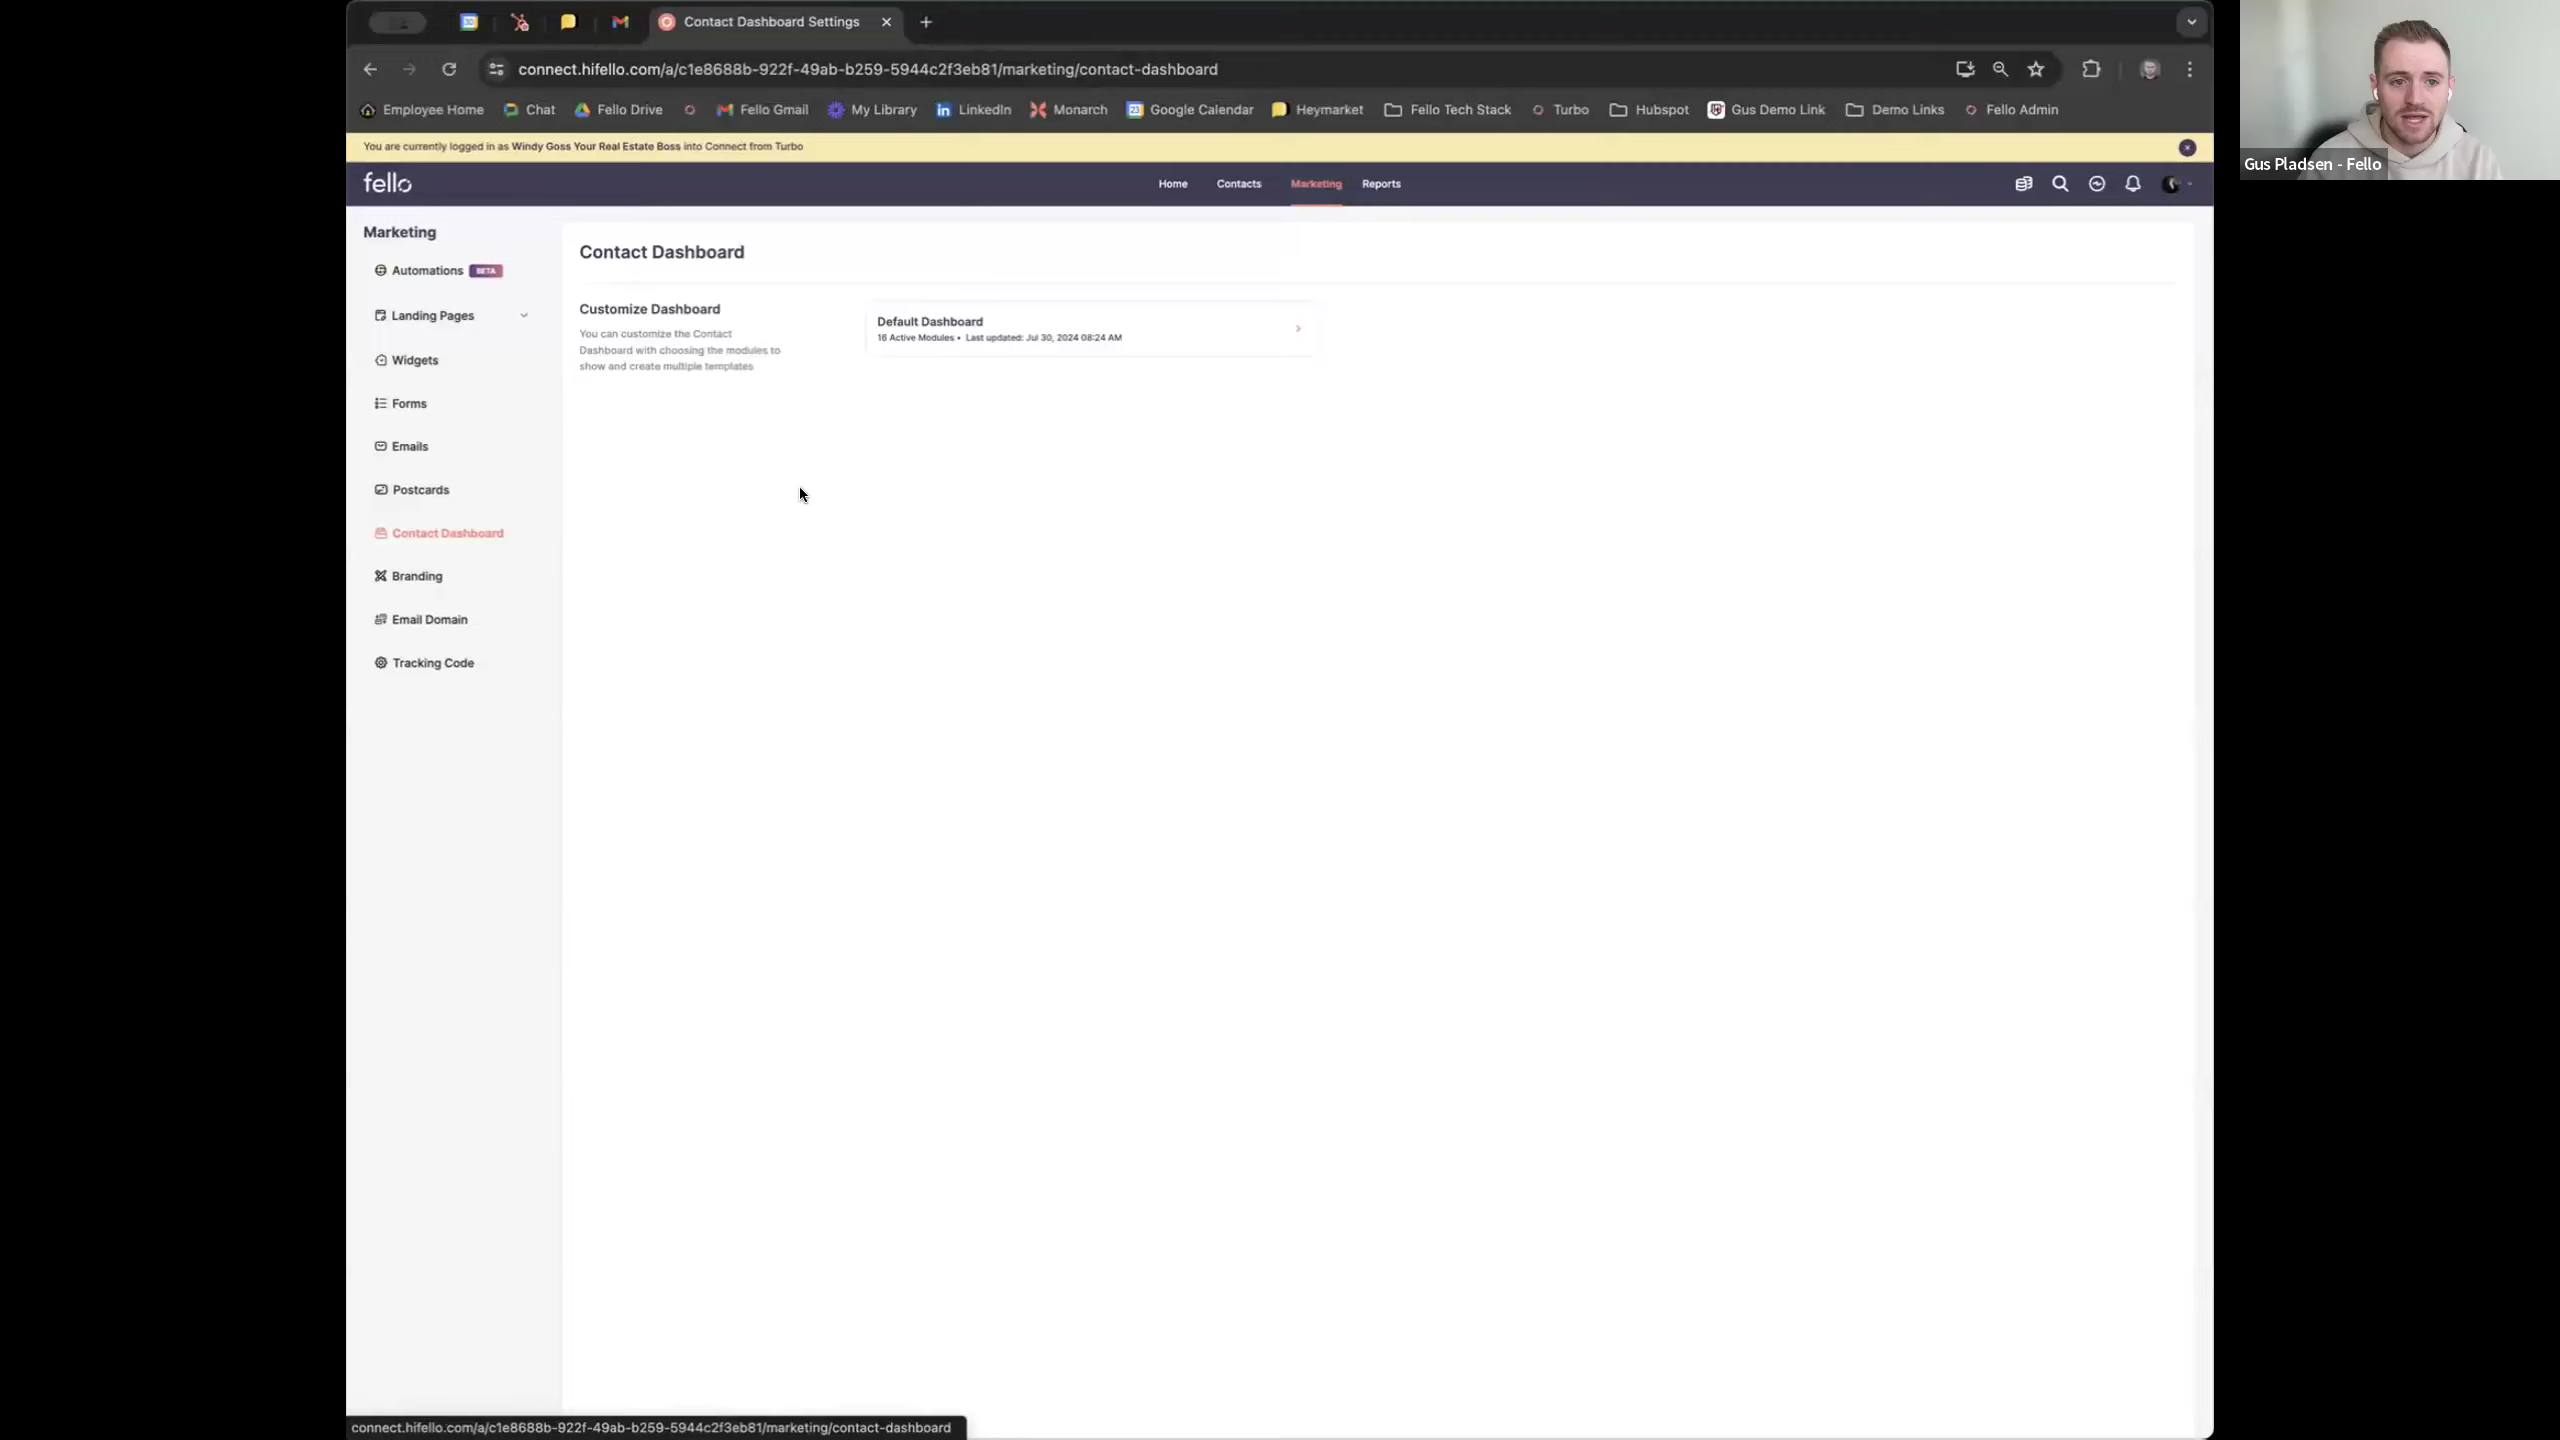 Contact Dashboard Settings
connect.hifello.com/a/c1e8688b-922f-49ab-b259-5944c2f3eb81/marketing/contact-dashboard
Employee Home Chat Fello Drive Fello Gmail My Library LinkedIn Monarch Google Calendar Heymarket Fello Tech Stack Turbo Hubspot Gus Demo Link Demo Links Fello Admin
You are currently logged in as Windy Goss Your Real Estate Boss into Connect from Turbo
Gus Pladsen - Fello
fello
Home Contacts Marketing Reports
Marketing
Automations BETA
Landing Pages
Widgets
Forms
Emails
Postcards
Contact Dashboard
Branding
Email Domain
Tracking Code
Contact Dashboard
Customize Dashboard
You can customize the Contact
Dashboard with choosing the modules to
show and create multiple templates
Default Dashboard
16 Active Modules • Last updated: Jul 30, 2024 08:24 AM
connect.hifello.com/a/c1e8688b-922f-49ab-b259-5944c2f3eb81/marketing/contact-dashboard